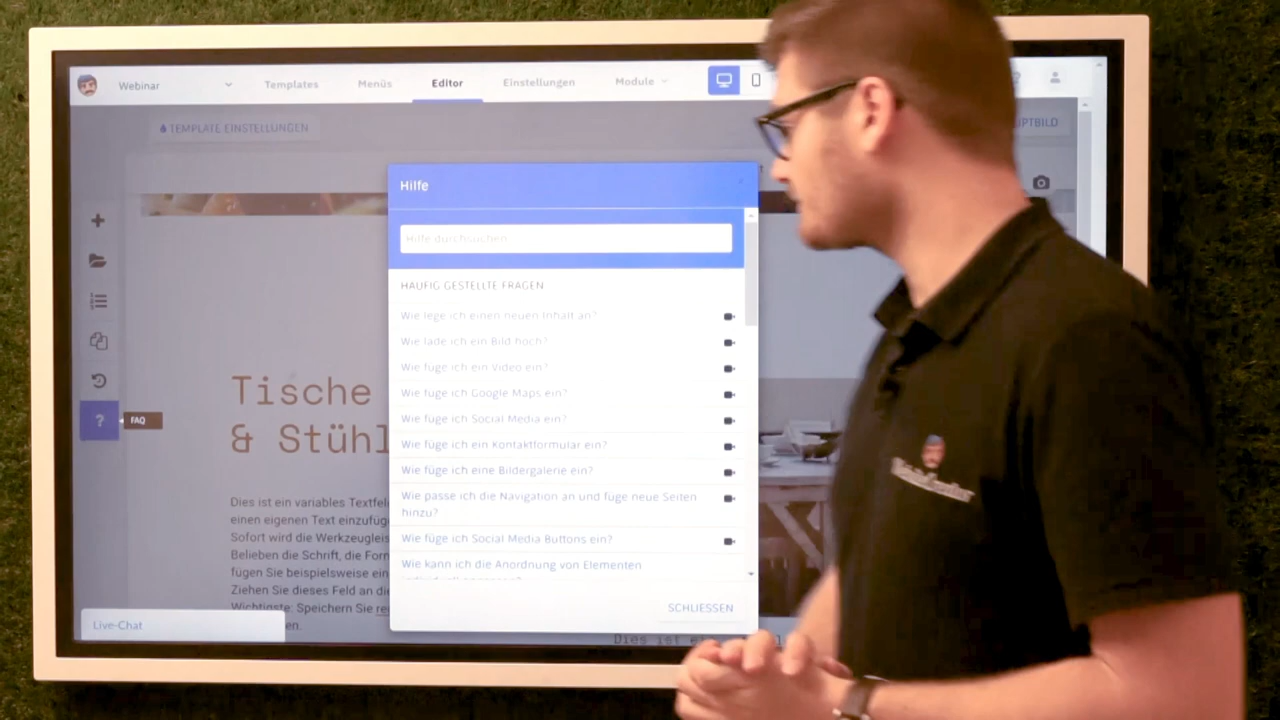 Webinar
Templates
Menüs
Editor
Einstellungen
Module
TEMPLATE EINSTELLUNGEN
Hilfe
Hilfe durchsuchen
HÄUFIG GESTELLTE FRAGEN
Wie lege ich einen neuen Inhalt an?
Wie lade ich ein Bild hoch?
Wie füge ich ein Video ein?
Wie füge ich Google Maps ein?
Wie füge ich Social Media ein?
Wie füge ich ein Kontaktformular ein?
Wie füge ich eine Bildergalerie ein?
Wie passe ich die Navigation an und füge neue Seiten
hinzu?
Wie füge ich Social Media Buttons ein?
Wie kann ich die Anordnung von Elementen
SCHLIESSEN
?
FAQ
Tische
& Stühl
Dies ist ein variables Textfel
einen eigenen Text einzufüg
Sofort wird die Werkzeugleis
Belieben die Schrift, die For
fügen Sie beispielsweise ein
Ziehen Sie dieses Feld an di
Wichtigste: Speichern Sie re
en.
Live-Chat
Dies ist e